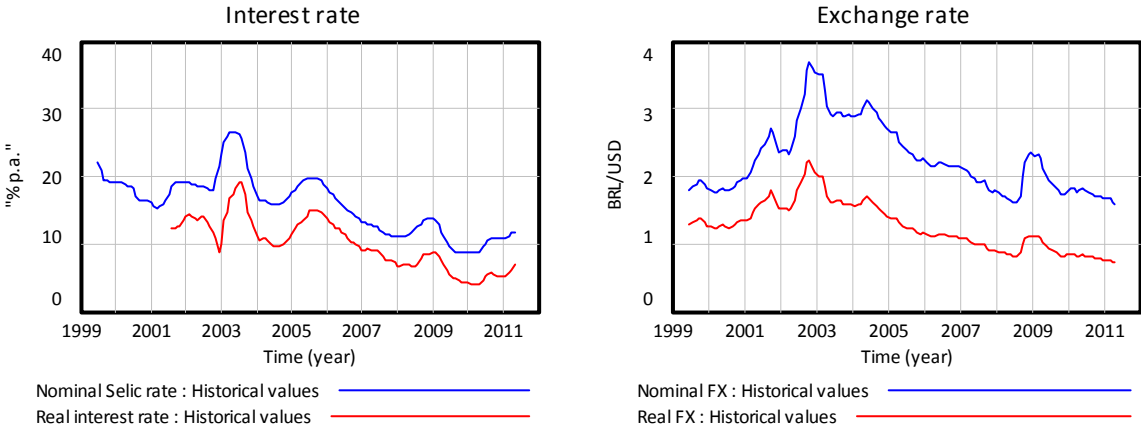 Interest rate
40
30
20
10
0
"%p.a."
1999 2001 2003 2005 2007 2009 2011
Time (year)
Nominal Selic rate : Historical values
Real interest rate : Historical values
Exchange rate
4
3
2
1
0
BRL/USD
1999 2001 2003 2005 2007 2009 2011
Time (year)
Nominal FX : Historical values
Real FX : Historical values